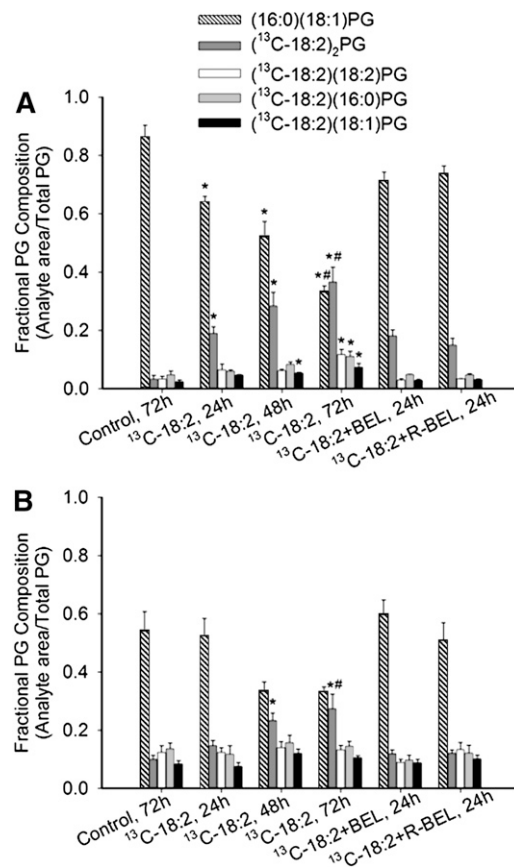 (16:0)(18:1)PG
(¹³C-18:2)₂PG
(¹³C-18:2)(18:2)PG
(¹³C-18:2)(16:0)PG
(¹³C-18:2)(18:1)PG
A
Fractional PG Composition
(Analyte area/Total PG)
1.0
0.8
0.6
0.4
0.2
0.0
*
*
*
*
*
*#
*#
*
*
*
Control, 72h
¹³C-18:2, 24h
¹³C-18:2, 48h
¹³C-18:2, 72h
¹³C-18:2+BEL, 24h
¹³C-18:2+R-BEL, 24h
B
Fractional PG Composition
(Analyte area/Total PG)
1.0
0.8
0.6
0.4
0.2
0.0
*
*#
Control, 72h
¹³C-18:2, 24h
¹³C-18:2, 48h
¹³C-18:2, 72h
¹³C-18:2+BEL, 24h
¹³C-18:2+R-BEL, 24h